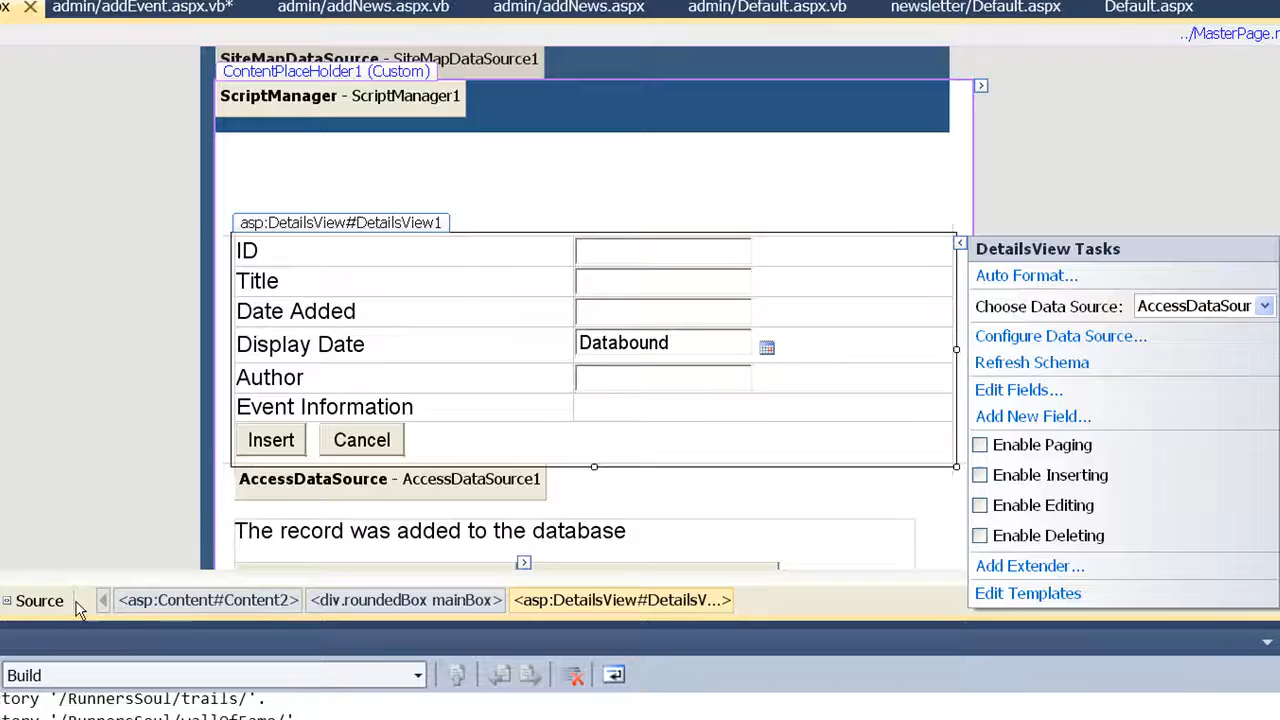 admin/addEvent.aspx.vb*
admin/addNews.aspx.vb
admin/addNews.aspx
admin/Default.aspx.vb
newsletter/Default.aspx
Default.aspx
SiteMapDataSource - SiteMapDataSource1
ContentPlaceHolder1 (Custom)
ScriptManager - ScriptManager1
asp:DetailsView#DetailsView1
ID
Title
Date Added
Display Date
Databound
Author
Event Information
Insert
Cancel
AccessDataSource - AccessDataSource1
The record was added to the database
DetailsView Tasks
Auto Format...
Choose Data Source:
AccessDataSour
Configure Data Source...
Refresh Schema
Edit Fields...
Add New Field...
Enable Paging
Enable Inserting
Enable Editing
Enable Deleting
Add Extender...
Edit Templates
Source
<asp:Content#Content2>
<div.roundedBox mainBox>
<asp:DetailsView#DetailsV...>
Build
tory '/RunnersSoul/trails/'.